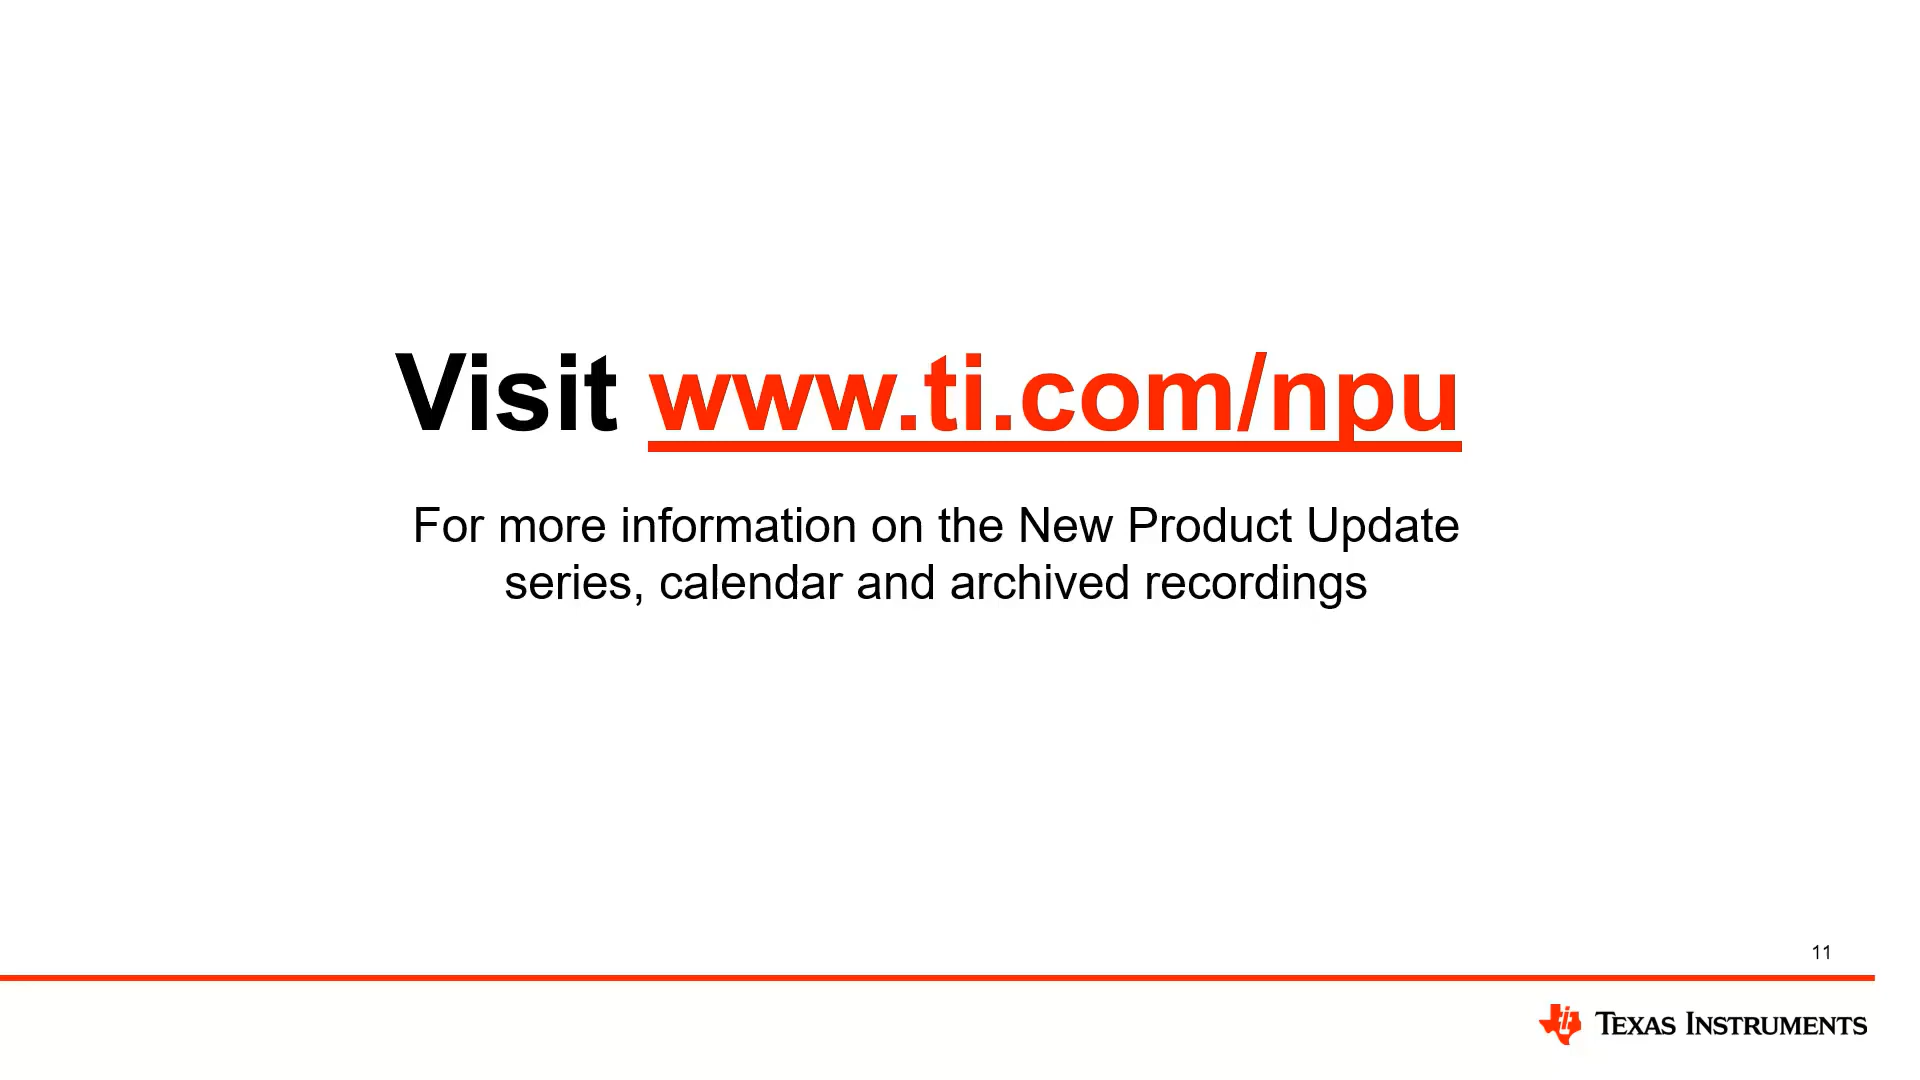 Visit www.ti.com/npu
For more information on the New Product Update
series, calendar and archived recordings
11
TEXAS INSTRUMENTS